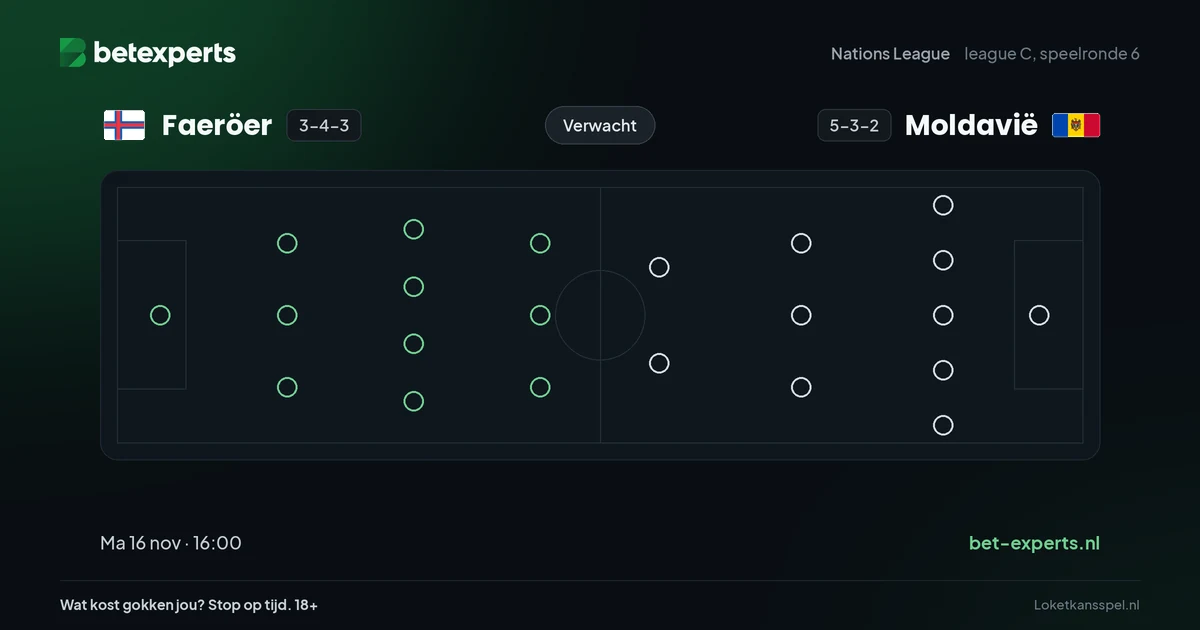 betexperts
Nations League league C, speelronde 6
Faeröer 3-4-3 Verwacht 5-3-2 Moldavië
Ma 16 nov · 16:00 bet-experts.nl
Wat kost gokken jou? Stop op tijd. 18+ Loketkansspel.nl